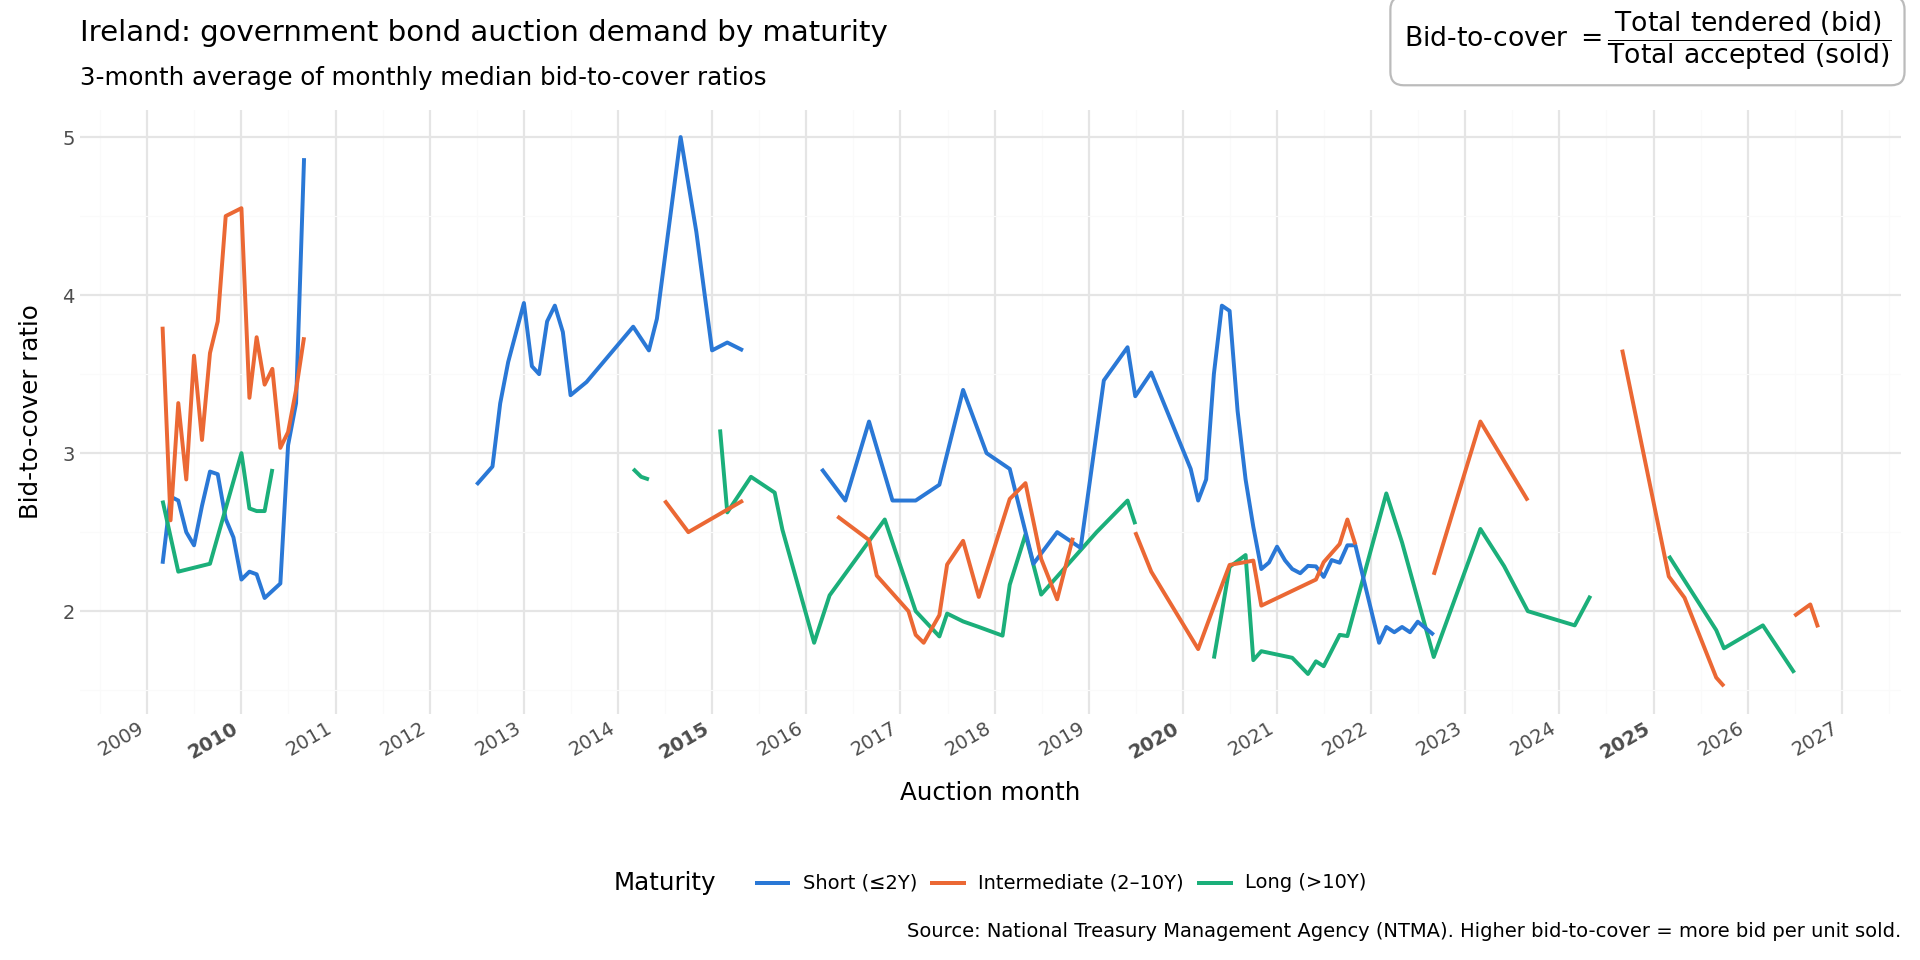 Ireland: government bond auction demand by maturity
3-month average of monthly median bid-to-cover ratios
Bid-to-cover = Total tendered (bid)
Total accepted (sold)
Bid-to-cover ratio
5
4
3
2
2009 2010 2011 2012 2013 2014 2015 2016 2017 2018 2019 2020 2021 2022 2023 2024 2025 2026 2027
Auction month
Maturity Short (≤2Y) Intermediate (2–10Y) Long (>10Y)
Source: National Treasury Management Agency (NTMA). Higher bid-to-cover = more bid per unit sold.